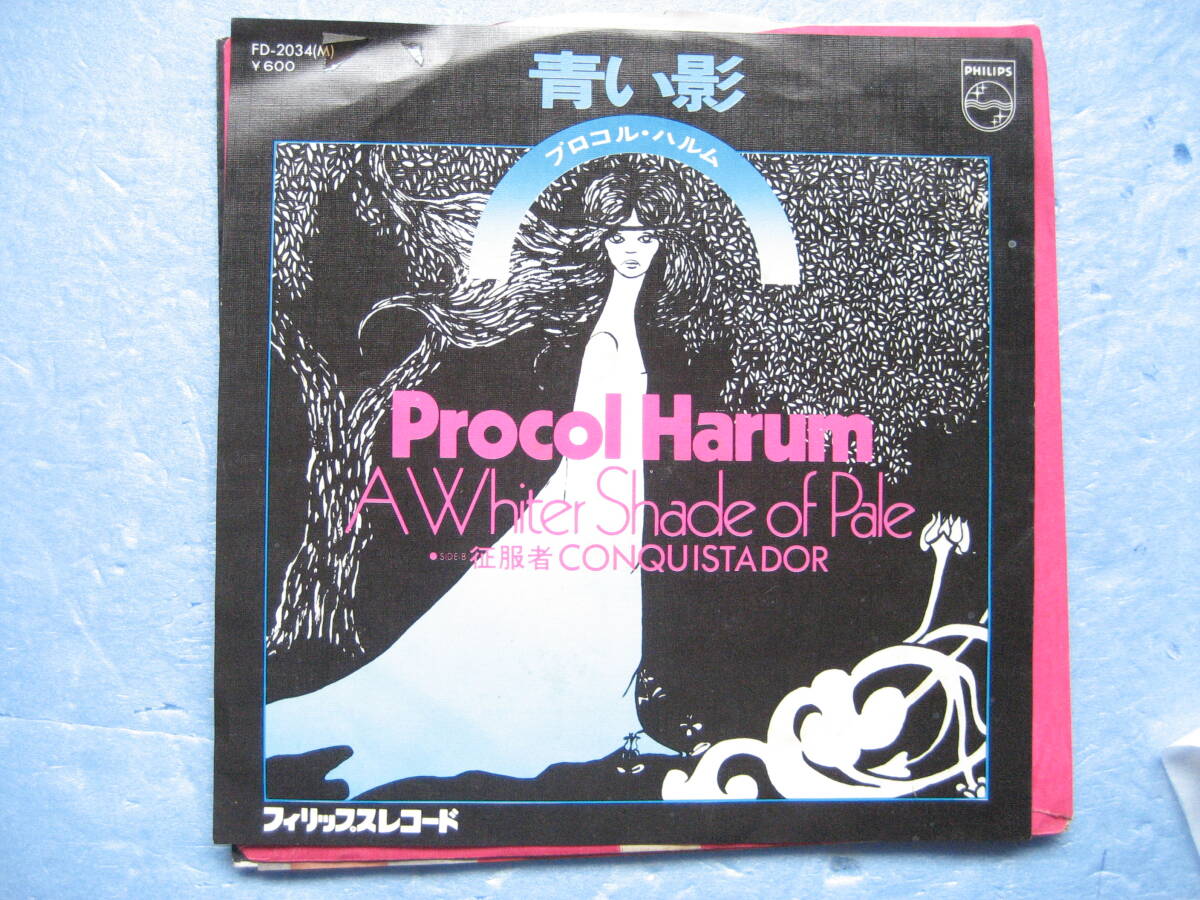 FD-2034(M)
¥600
青い影
PHILIPS
プロコル・ハルム
Procol Harum
A Whiter Shade of Pale
●SIDE·B 征服者 CONQUISTADOR
フィリップスレコード